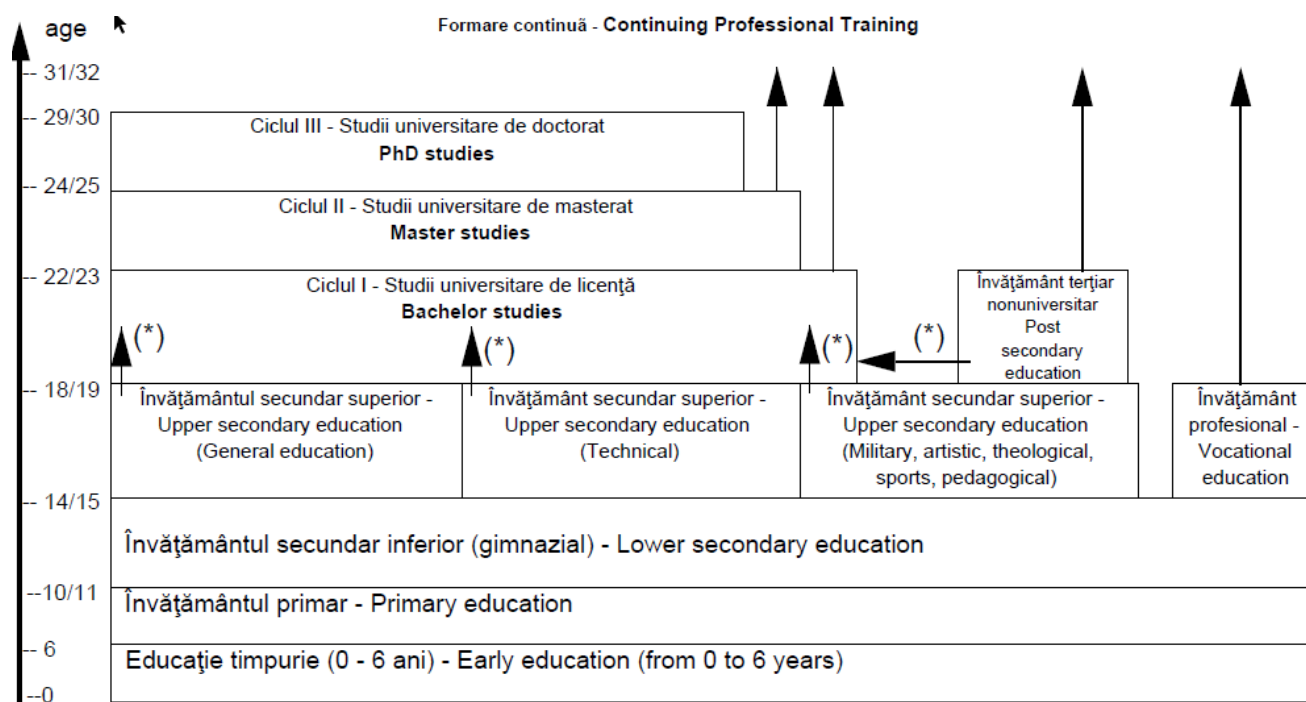 age
Formare continuă - Continuing Professional Training
-- 31/32
-- 29/30
Ciclul III - Studii universitare de doctorat
PhD studies
-- 24/25
Ciclul II - Studii universitare de masterat
Master studies
-- 22/23
Ciclul I - Studii universitare de licenţă
Bachelor studies
Învăţământ terţiar
nonuniversitar
Post
secondary
education
(*)
(*)
(*)
(*)
-- 18/19
Învăţământul secundar superior -
Upper secondary education
(General education)
Învăţământ secundar superior -
Upper secondary education
(Technical)
Învăţământ secundar superior -
Upper secondary education
(Military, artistic, theological,
sports, pedagogical)
Învăţământ
profesional -
Vocational
education
-- 14/15
Învăţământul secundar inferior (gimnazial) - Lower secondary education
--10/11
Învăţământul primar - Primary education
-- 6
Educaţie timpurie (0 - 6 ani) - Early education (from 0 to 6 years)
--0